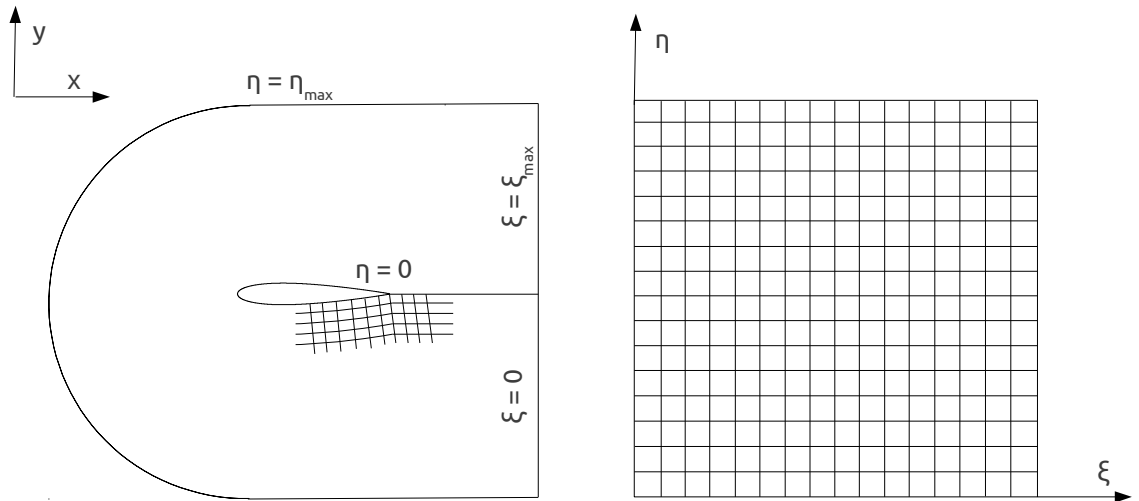 y
x
η = η_max
ξ = ξ_max
η = 0
ξ = 0
η
ξ